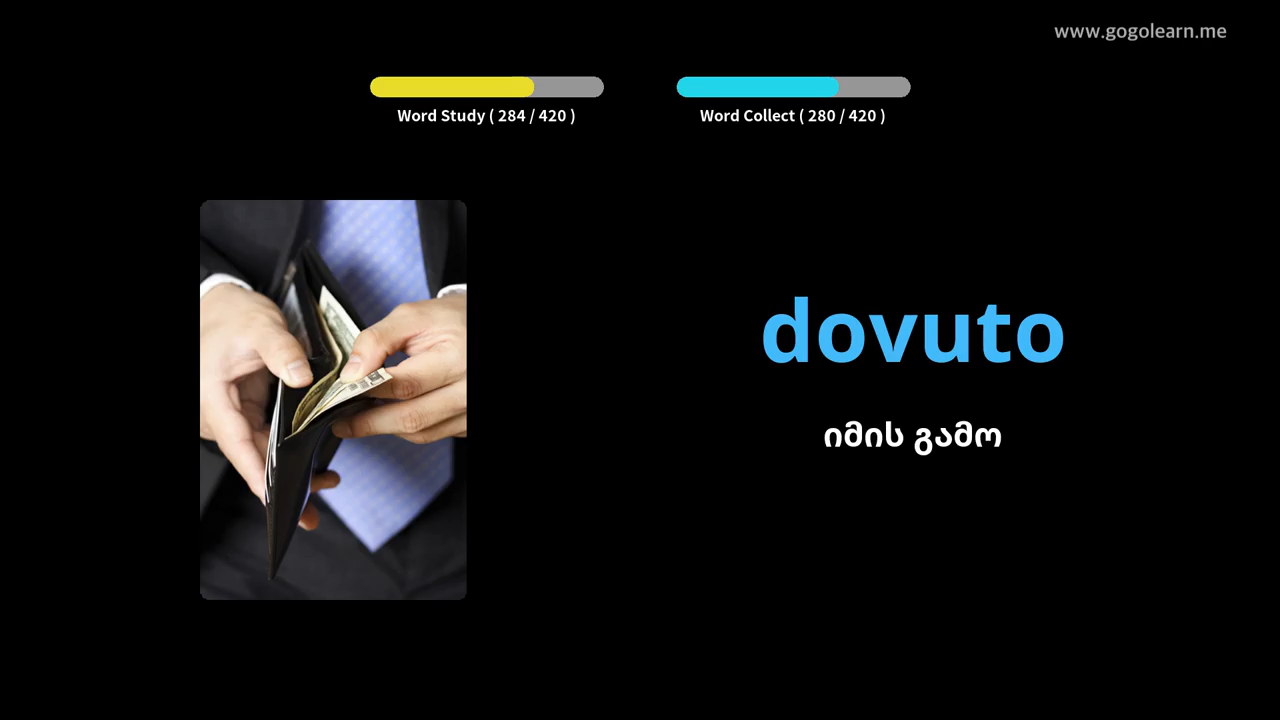 www.gogolearn.me
Word Study ( 284 / 420 )
Word Collect ( 280 / 420 )
dovuto
იმის გამო